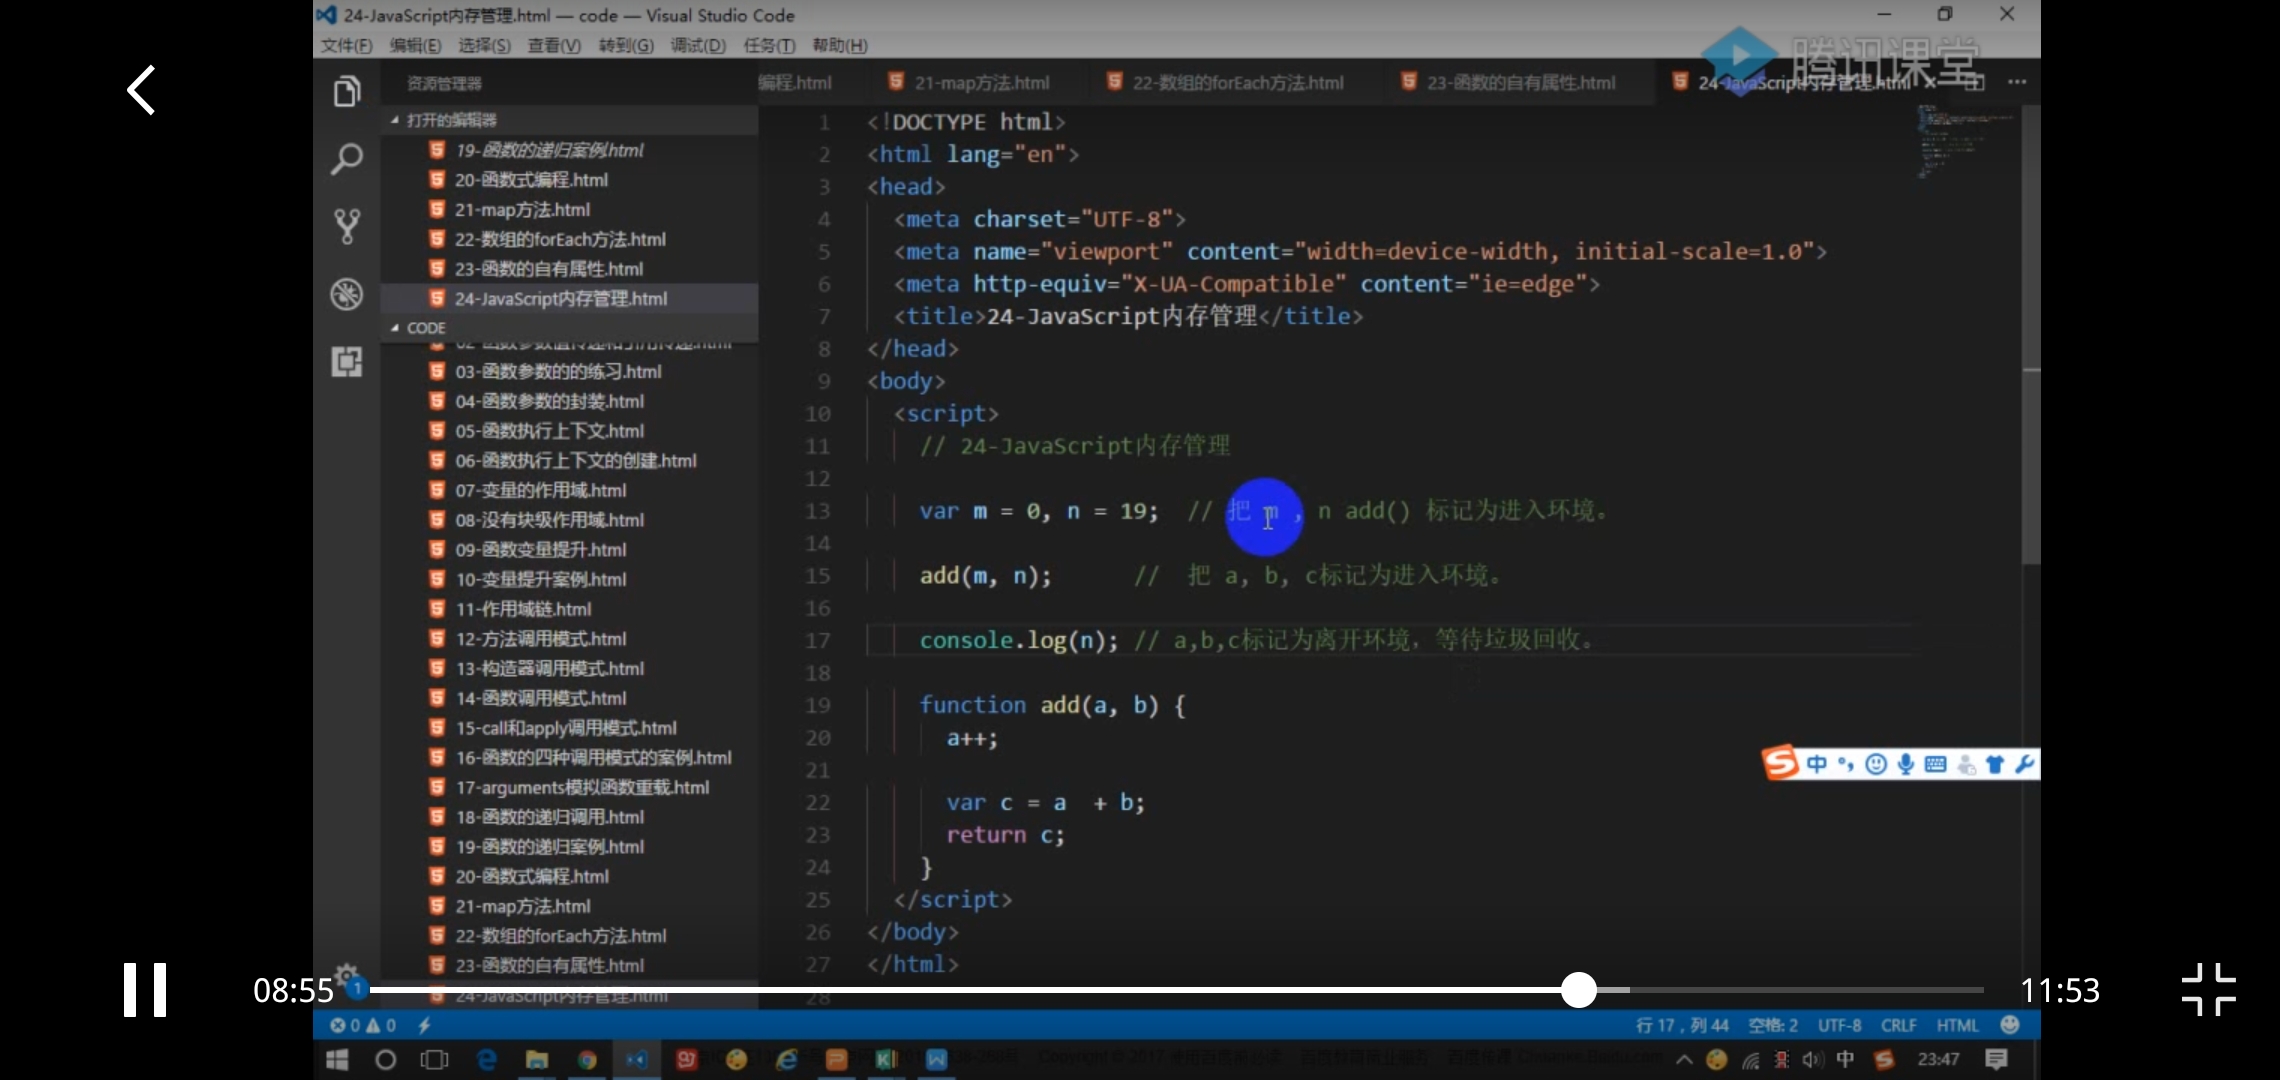 24-JavaScript内存管理.html — code — Visual Studio Code
文件(F) 编辑(E) 选择(S) 查看(V) 转到(G) 调试(D) 任务(T) 帮助(H)
腾讯课堂
资源管理器
编程.html 21-map方法.html 22-数组的forEach方法.html 23-函数的自有属性.html 24-JavaScript内存管理.html
打开的编辑器
19-函数的递归案例.html
20-函数式编程.html
21-map方法.html
22-数组的forEach方法.html
23-函数的自有属性.html
24-JavaScript内存管理.html
CODE
03-函数参数的的练习.html
04-函数参数的封装.html
05-函数执行上下文.html
06-函数执行上下文的创建.html
07-变量的作用域.html
08-没有块级作用域.html
09-函数变量提升.html
10-变量提升案例.html
11-作用域链.html
12-方法调用模式.html
13-构造器调用模式.html
14-函数调用模式.html
15-call和apply调用模式.html
16-函数的四种调用模式的案例.html
17-arguments模拟函数重载.html
18-函数的递归调用.html
19-函数的递归案例.html
20-函数式编程.html
21-map方法.html
22-数组的forEach方法.html
23-函数的自有属性.html
24-JavaScript内存管理.html
1 <!DOCTYPE html>
2 <html lang="en">
3 <head>
4 <meta charset="UTF-8">
5 <meta name="viewport" content="width=device-width, initial-scale=1.0">
6 <meta http-equiv="X-UA-Compatible" content="ie=edge">
7 <title>24-JavaScript内存管理</title>
8 </head>
9 <body>
10 <script>
11 // 24-JavaScript内存管理
12
13 var m = 0, n = 19; // 把 m , n add() 标记为进入环境。
14
15 add(m, n); // 把 a, b, c标记为进入环境。
16
17 console.log(n); // a,b,c标记为离开环境，等待垃圾回收。
18
19 function add(a, b) {
20 a++;
21
22 var c = a + b;
23 return c;
24 }
25 </script>
26 </body>
27 </html>
28
中
08:55
1
11:53
0 0
行 17，列 44 空格: 2 UTF-8 CRLF HTML
中 23:47